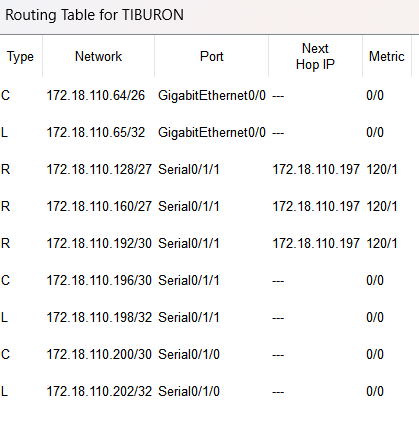 Routing Table for TIBURON
Type Network Port Next Hop IP Metric
C 172.18.110.64/26 GigabitEthernet0/0 --- 0/0
L 172.18.110.65/32 GigabitEthernet0/0 --- 0/0
R 172.18.110.128/27 Serial0/1/1 172.18.110.197 120/1
R 172.18.110.160/27 Serial0/1/1 172.18.110.197 120/1
R 172.18.110.192/30 Serial0/1/1 172.18.110.197 120/1
C 172.18.110.196/30 Serial0/1/1 --- 0/0
L 172.18.110.198/32 Serial0/1/1 --- 0/0
C 172.18.110.200/30 Serial0/1/0 --- 0/0
L 172.18.110.202/32 Serial0/1/0 --- 0/0